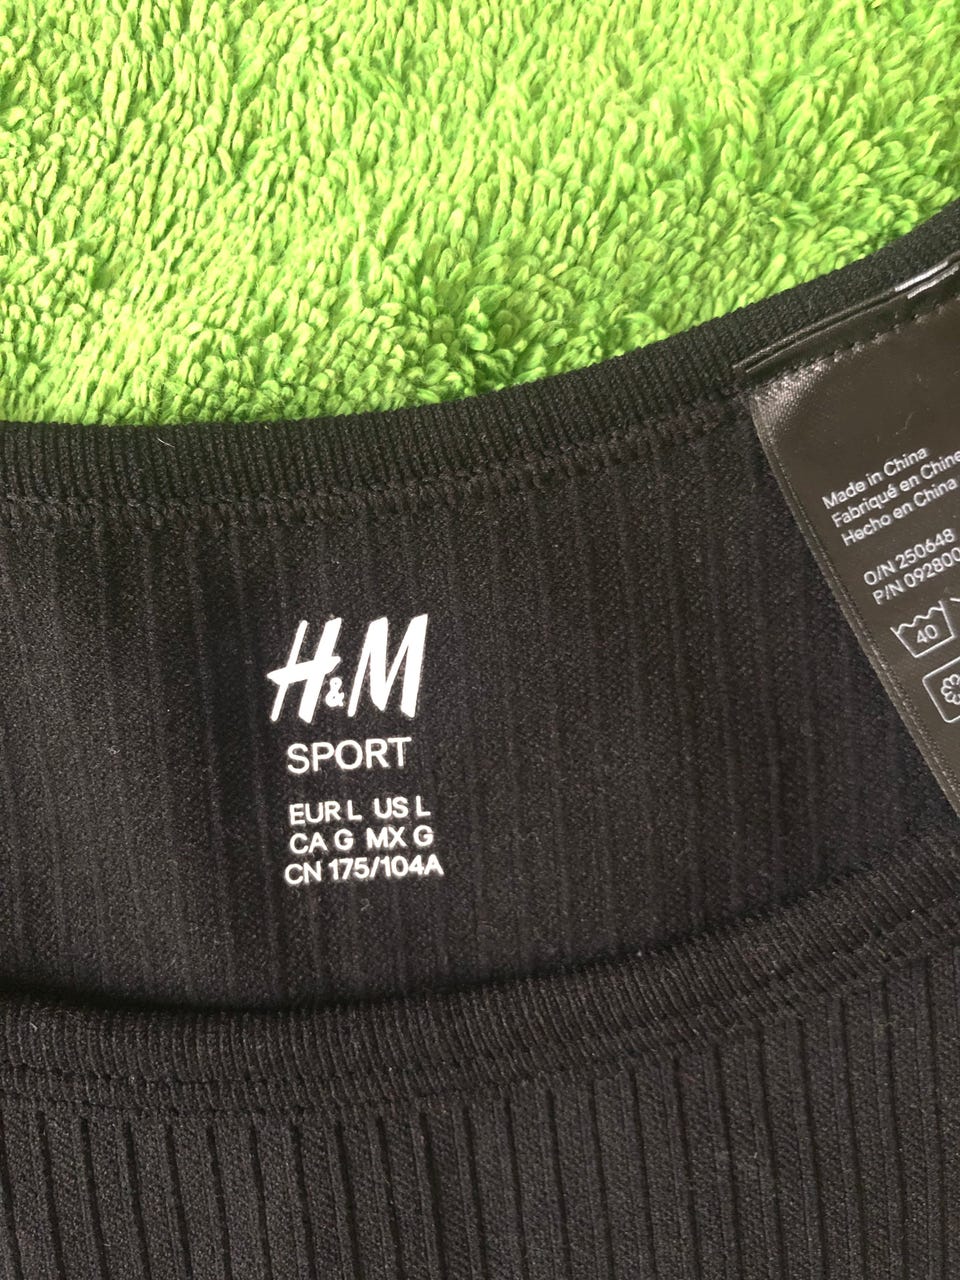 H&M
SPORT
EUR L US L
CA G MX G
CN 175/104A
Made in China
Fabriqué en Chine
Hecho en China
O/N 250648
P/N 092800
40